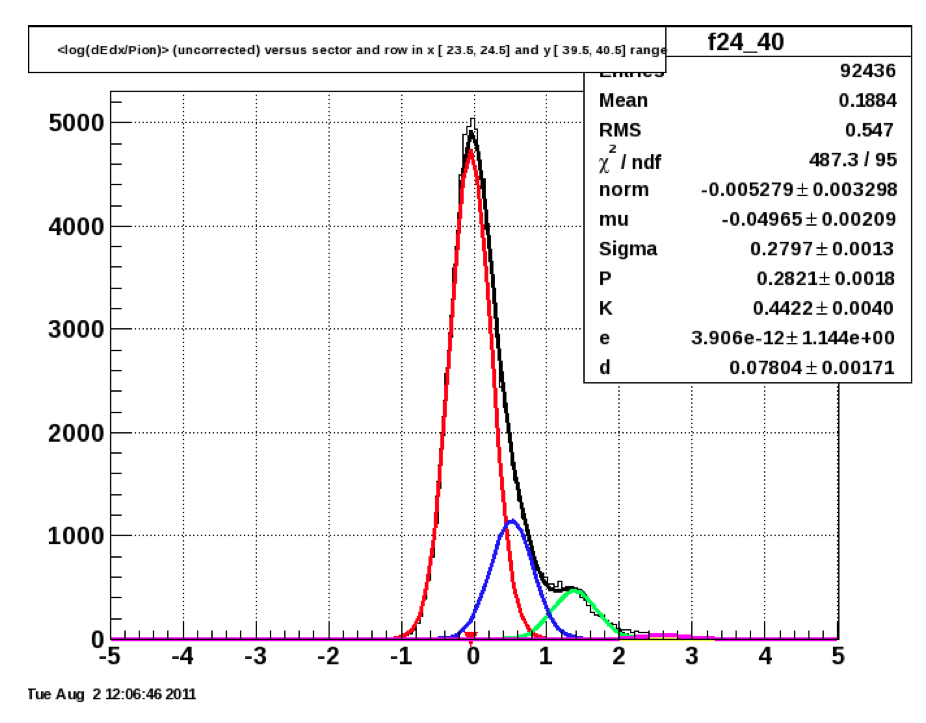 <log(dEdx/Pion)> (uncorrected) versus sector and row in x [ 23.5, 24.5] and y [ 39.5, 40.5] range
f24_40
Entries 92436
Mean 0.1884
RMS 0.547
χ² / ndf 487.3 / 95
norm -0.005279 ± 0.003298
mu -0.04965 ± 0.00209
Sigma 0.2797 ± 0.0013
P 0.2821 ± 0.0018
K 0.4422 ± 0.0040
e 3.906e-12 ± 1.144e+00
d 0.07804 ± 0.00171
5000
4000
3000
2000
1000
0
-5 -4 -3 -2 -1 0 1 2 3 4 5
Tue Aug 2 12:06:46 2011